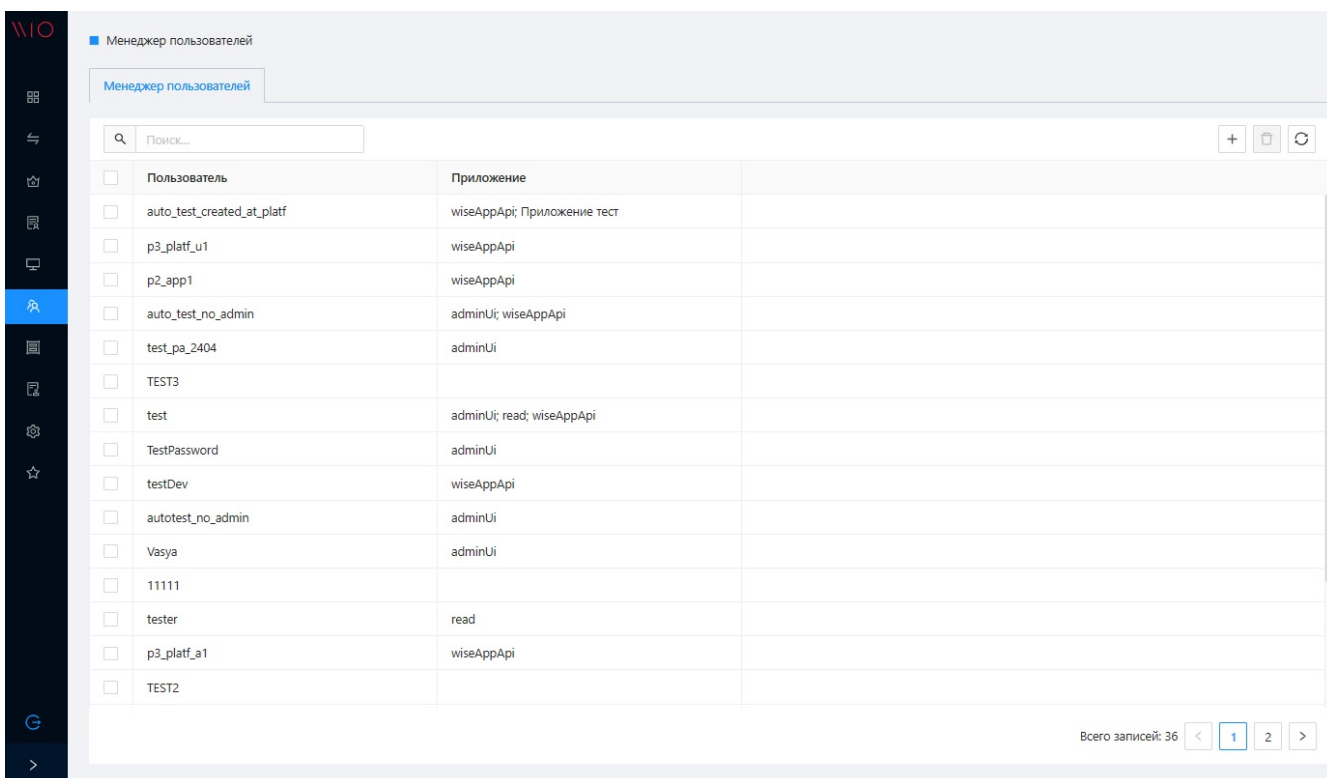 WIO
Менеджер пользователей
Менеджер пользователей
Поиск...
Пользователь Приложение
auto_test_created_at_platf wiseAppApi; Приложение тест
p3_platf_u1 wiseAppApi
p2_app1 wiseAppApi
auto_test_no_admin adminUi; wiseAppApi
test_pa_2404 adminUi
TEST3
test adminUi; read; wiseAppApi
TestPassword adminUi
testDev wiseAppApi
autotest_no_admin adminUi
Vasya adminUi
11111
tester read
p3_platf_a1 wiseAppApi
TEST2
Всего записей: 36 < 1 2 >